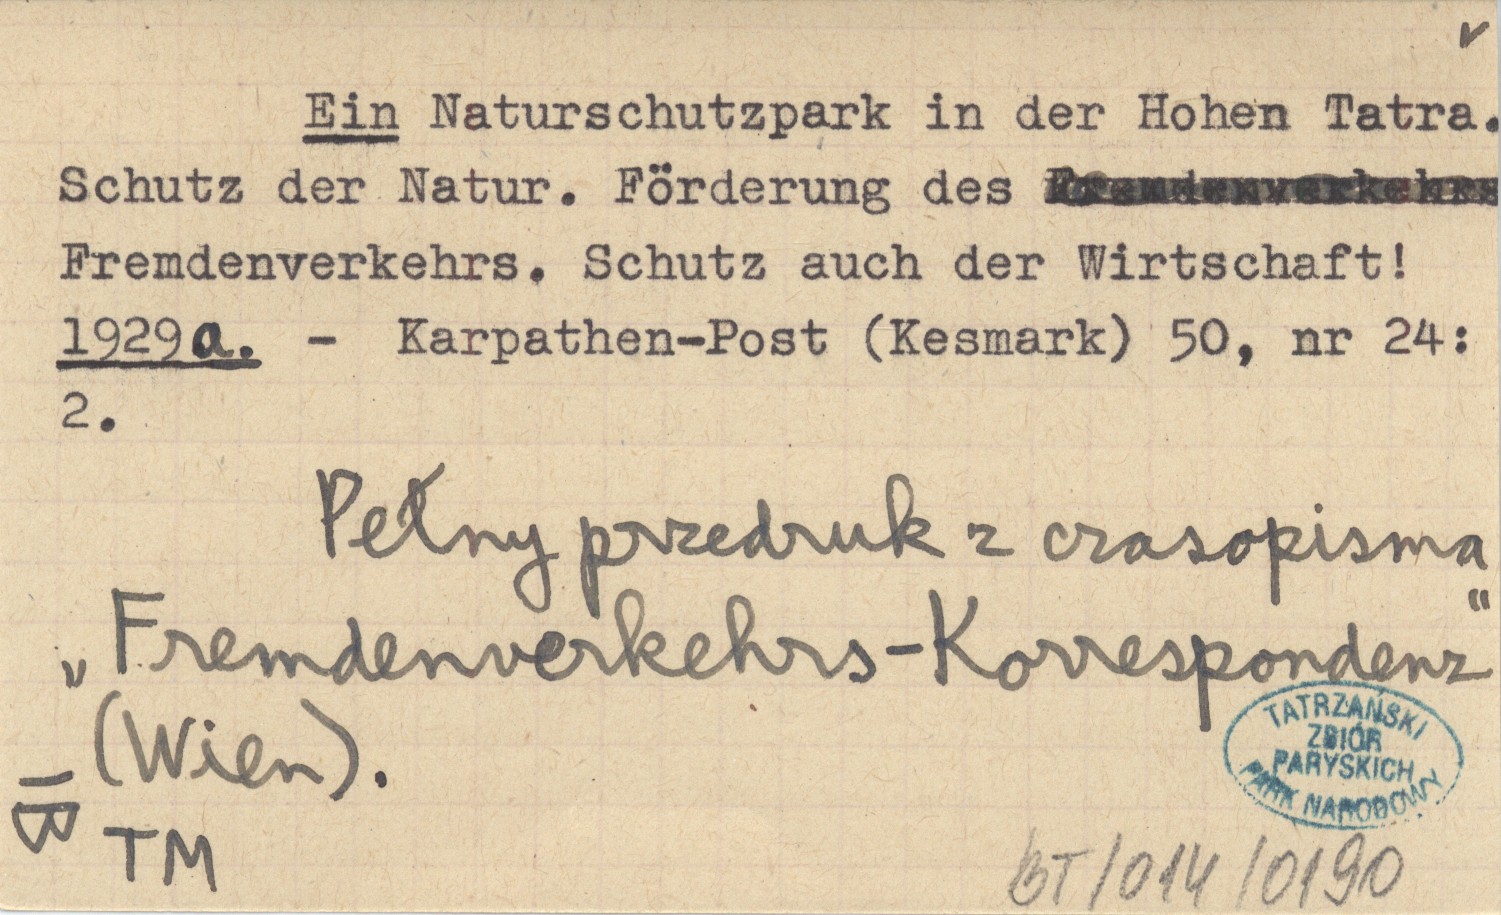 Ein Naturschutzpark in der Hohen Tatra.
Schutz der Natur. Förderung des Fremdenverkehrs
Fremdenverkehrs. Schutz auch der Wirtschaft!
1929a. - Karpathen-Post (Kesmark) 50, nr 24:
2.
Pełny przedruk z czasopisma
„Fremdenverkehrs-Korrespondenz“
(Wien).
TATRZAŃSKI
ZBIÓR
PARYSKICH
PARK NARODOWY
TM
BT/014/0190